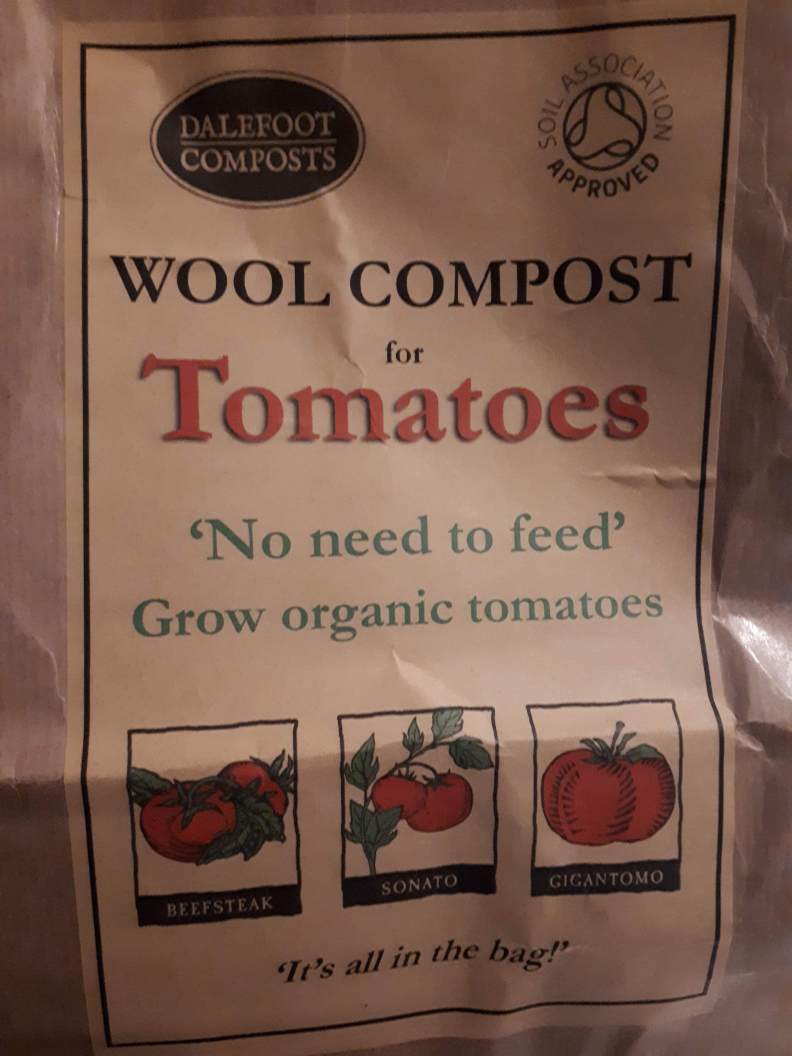 DALEFOOT
COMPOSTS
SOIL ASSOCIATION
APPROVED
WOOL COMPOST
for
Tomatoes
‘No need to feed’
Grow organic tomatoes
BEEFSTEAK
SONATO
GIGANTOMO
‘It’s all in the bag!’